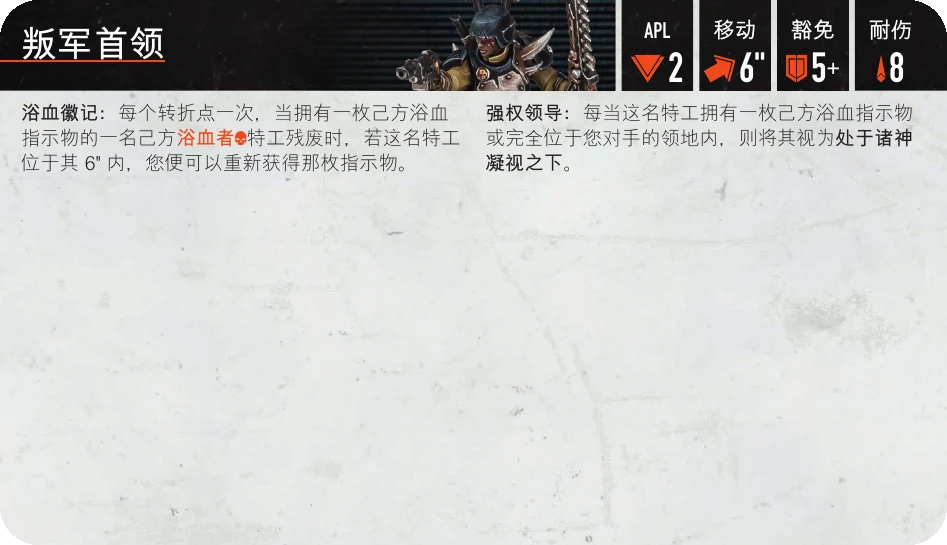 叛军首领
APL
2
移动
6"
豁免
5+
耐伤
8
浴血徽记：每个转折点一次，当拥有一枚己方浴血
指示物的一名己方浴血者特工残废时，若这名特工
位于其 6" 内，您便可以重新获得那枚指示物。
强权领导：每当这名特工拥有一枚己方浴血指示物
或完全位于您对手的领地内，则将其视为处于诸神
凝视之下。